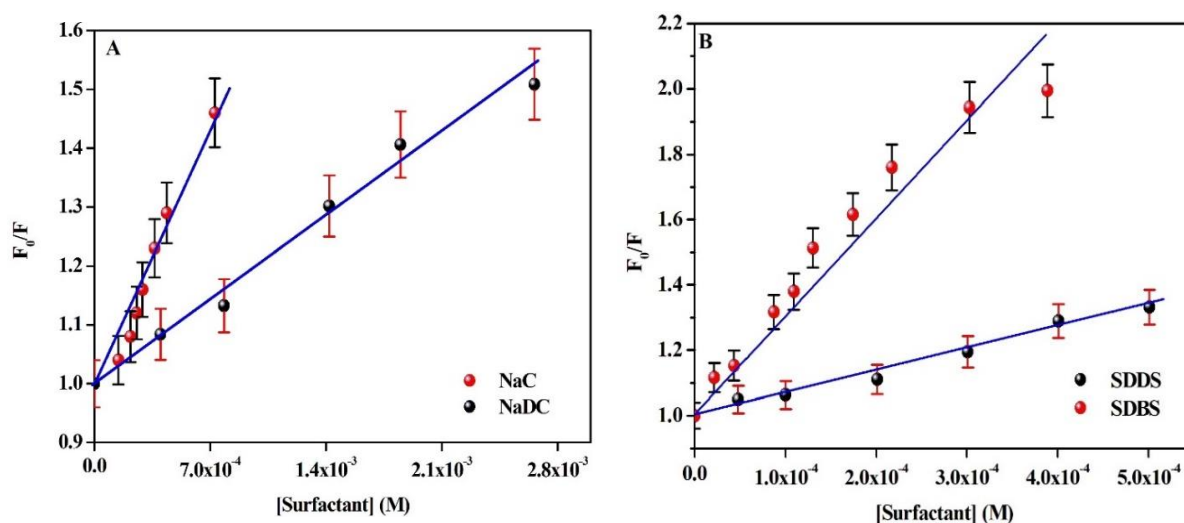 A
F₀/F
1.6
1.5
1.4
1.3
1.2
1.1
1.0
0.9
NaC
NaDC
0.0 7.0x10⁻⁴ 1.4x10⁻³ 2.1x10⁻³ 2.8x10⁻³
[Surfactant] (M)
B
F₀/F
2.2
2.0
1.8
1.6
1.4
1.2
1.0
SDDS
SDBS
0.0 1.0x10⁻⁴ 2.0x10⁻⁴ 3.0x10⁻⁴ 4.0x10⁻⁴ 5.0x10⁻⁴
[Surfactant] (M)